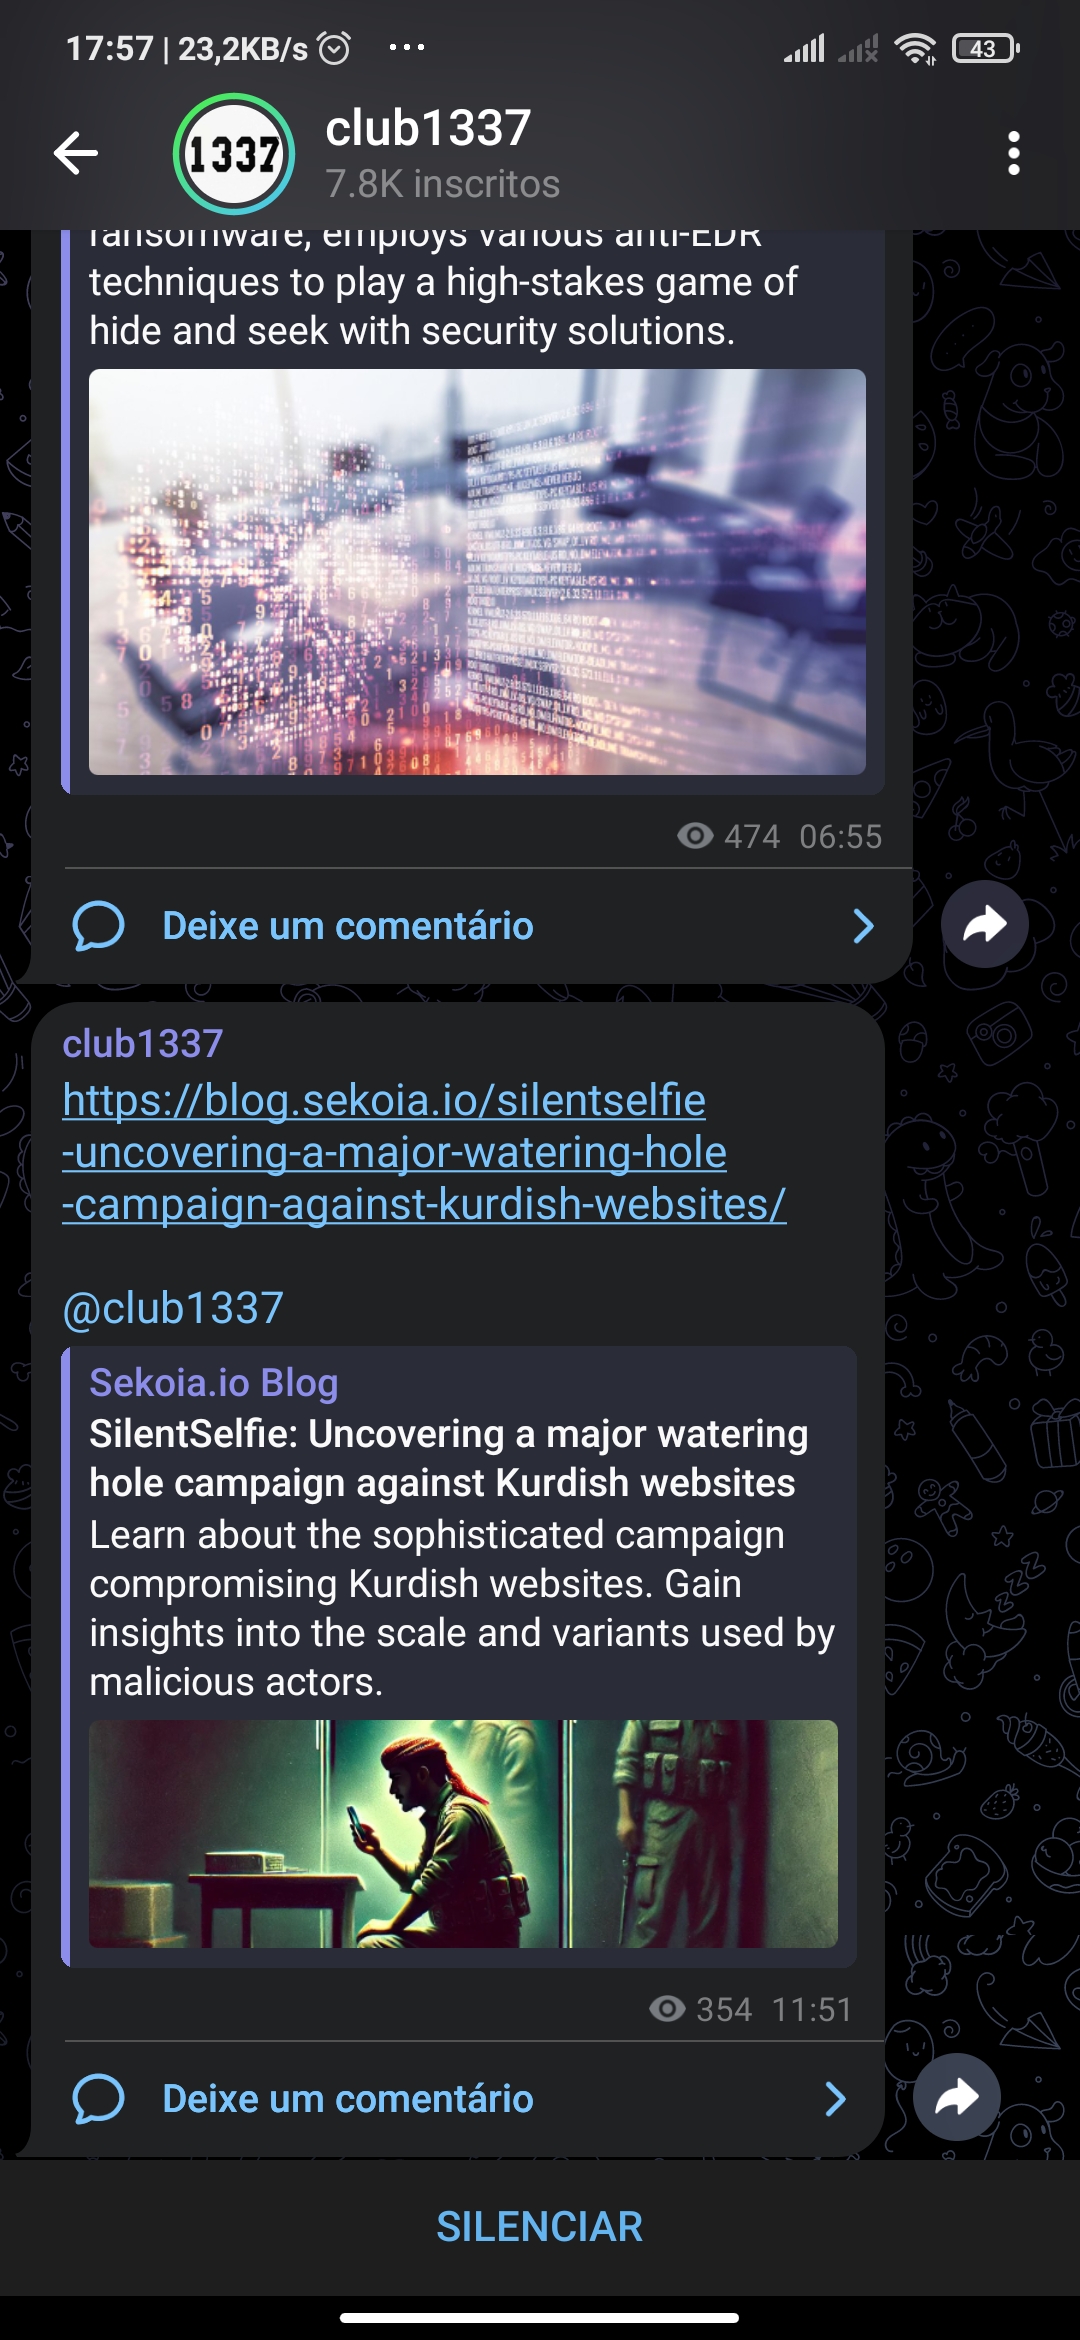 17:57 | 23,2KB/s
43
1337
club1337
7.8K inscritos
ransomware, employs various anti-EDR
techniques to play a high-stakes game of
hide and seek with security solutions.
474 06:55
Deixe um comentário
club1337
https://blog.sekoia.io/silentselfie
-uncovering-a-major-watering-hole
-campaign-against-kurdish-websites/
@club1337
Sekoia.io Blog
SilentSelfie: Uncovering a major watering
hole campaign against Kurdish websites
Learn about the sophisticated campaign
compromising Kurdish websites. Gain
insights into the scale and variants used by
malicious actors.
354 11:51
Deixe um comentário
SILENCIAR